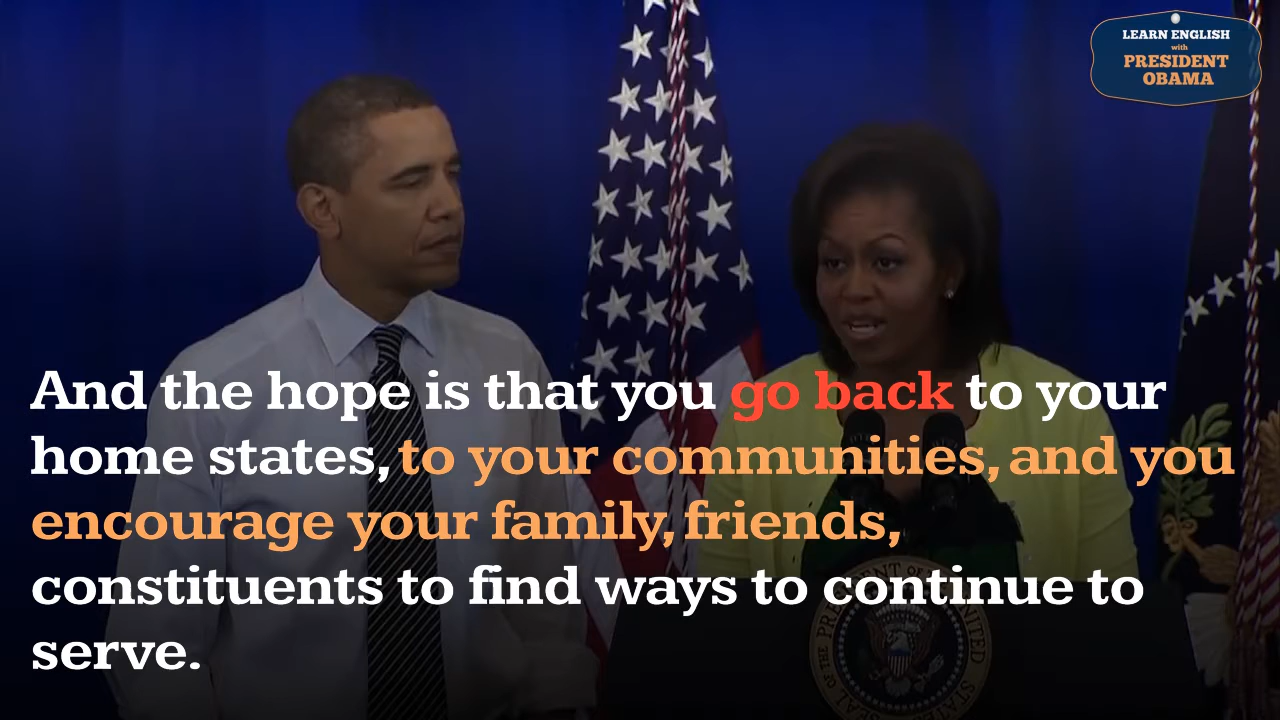 LEARN ENGLISH
with
PRESIDENT
OBAMA
And the hope is that you go back to your
home states, to your communities, and you
encourage your family, friends,
constituents to find ways to continue to
serve.